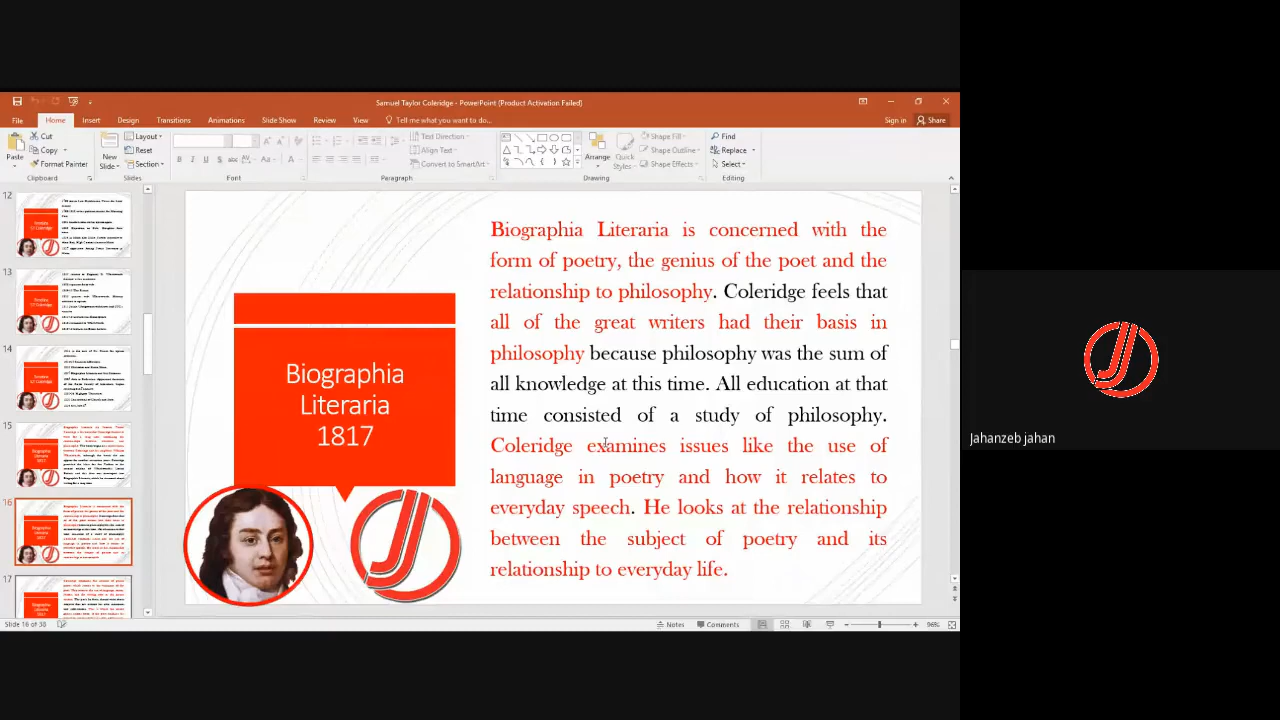 Samuel Taylor Coleridge - PowerPoint (Product Activation Failed)
File Home Insert Design Transitions Animations Slide Show Review View Tell me what you want to do... Sign in Share
Paste
Cut
Copy
Format Painter
Clipboard
New Slide
Layout
Reset
Section
Slides
Font
Text Direction
Align Text
Convert to SmartArt
Paragraph
Arrange
Quick Styles
Shape Fill
Shape Outline
Shape Effects
Drawing
Find
Replace
Select
Editing
12
13
14
15
16
17
Biographia
Literaria
1817
Biographia Literaria is concerned with the
form of poetry, the genius of the poet and the
relationship to philosophy. Coleridge feels that
all of the great writers had their basis in
philosophy because philosophy was the sum of
all knowledge at this time. All education at that
time consisted of a study of philosophy.
Coleridge examines issues like the use of
language in poetry and how it relates to
everyday speech. He looks at the relationship
between the subject of poetry and its
relationship to everyday life.
Jahanzeb jahan
Slide 16 of 38 Notes Comments 96%